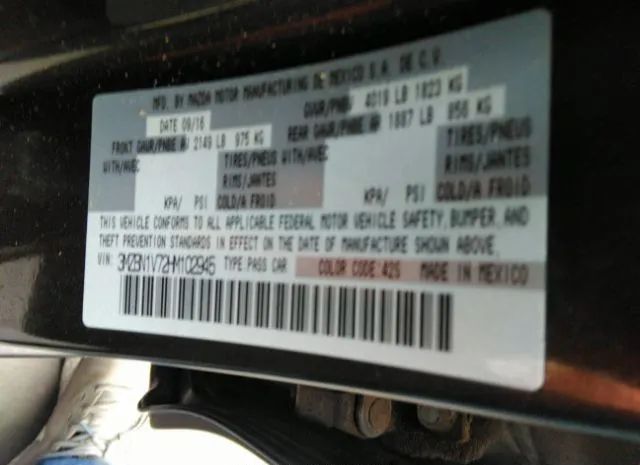 MFD. BY MAZDA MOTOR MANUFACTURING DE MEXICO S.A. DE C.V.
DATE 09/16 GVWR/PNBV 4019 LB 1823 KG
FRONT GAWR/PNBE AV 2149 LB 975 KG REAR GAWR/PNBE AR 1887 LB 856 KG
WITH/AVEC TIRES/PNEUS WITH/AVEC TIRES/PNEUS
RIMS/JANTES RIMS/JANTES
KPA/ PSI COLD/A FROID KPA/ PSI COLD/A FROID
THIS VEHICLE CONFORMS TO ALL APPLICABLE FEDERAL MOTOR VEHICLE SAFETY, BUMPER, AND
THEFT PREVENTION STANDARDS IN EFFECT ON THE DATE OF MANUFACTURE SHOWN ABOVE.
VIN: 3MZBN1V72HM102945 TYPE: PASS CAR COLOR CODE: 42S MADE IN MEXICO